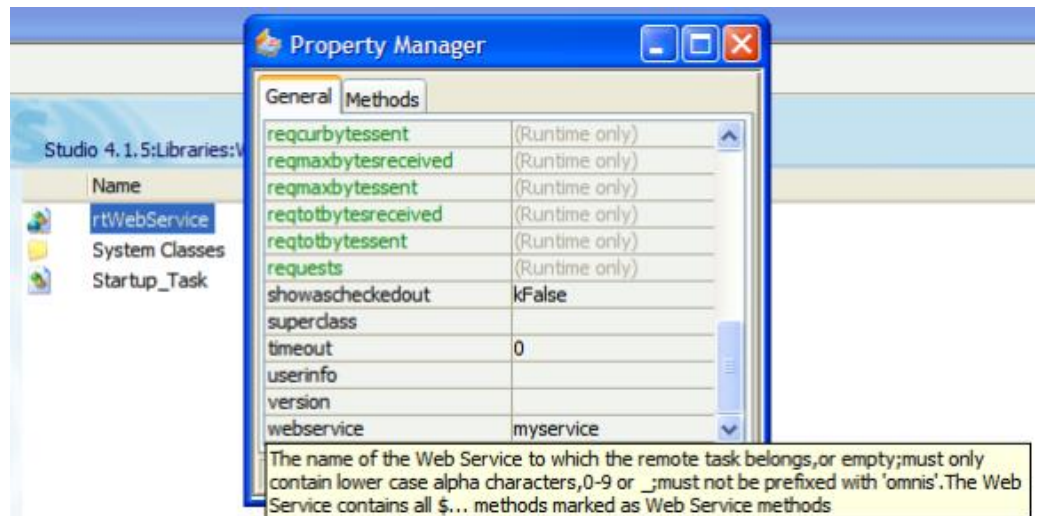 Property Manager
General Methods
Studio 4.1.5:Libraries:
Name
rtWebService
System Classes
Startup_Task
reqcurbytessent (Runtime only)
reqmaxbytesreceived (Runtime only)
reqmaxbytessent (Runtime only)
reqtotbytesreceived (Runtime only)
reqtotbytessent (Runtime only)
requests (Runtime only)
showascheckedout kFalse
superclass
timeout 0
userinfo
version
webservice myservice
The name of the Web Service to which the remote task belongs,or empty;must only
contain lower case alpha characters,0-9 or _;must not be prefixed with 'omnis'.The Web
Service contains all $... methods marked as Web Service methods